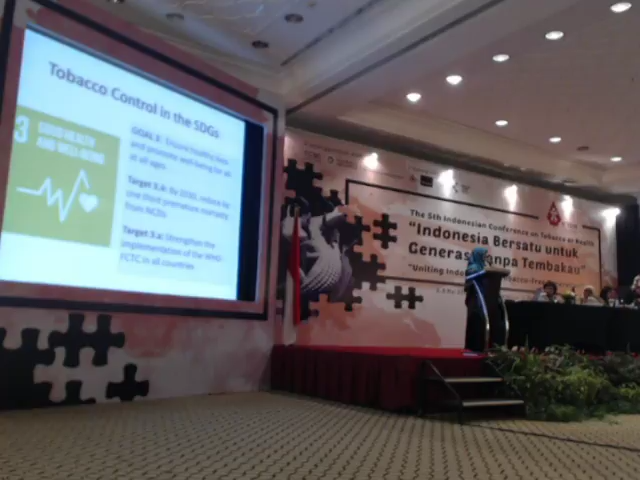 Tobacco Control in the SDGs
3 GOOD HEALTH
AND WELL-BEING
GOAL 3: Ensure healthy lives
and promote well-being for all
at all ages
Target 3.4: By 2030, reduce by
one third premature mortality
from NCDs
Target 3.a: Strengthen the
implementation of the WHO
FCTC in all countries
The 5th Indonesian Conference on Tobacco or Health
"Indonesia Bersatu untuk
Generasi Tanpa Tembakau"
"Uniting